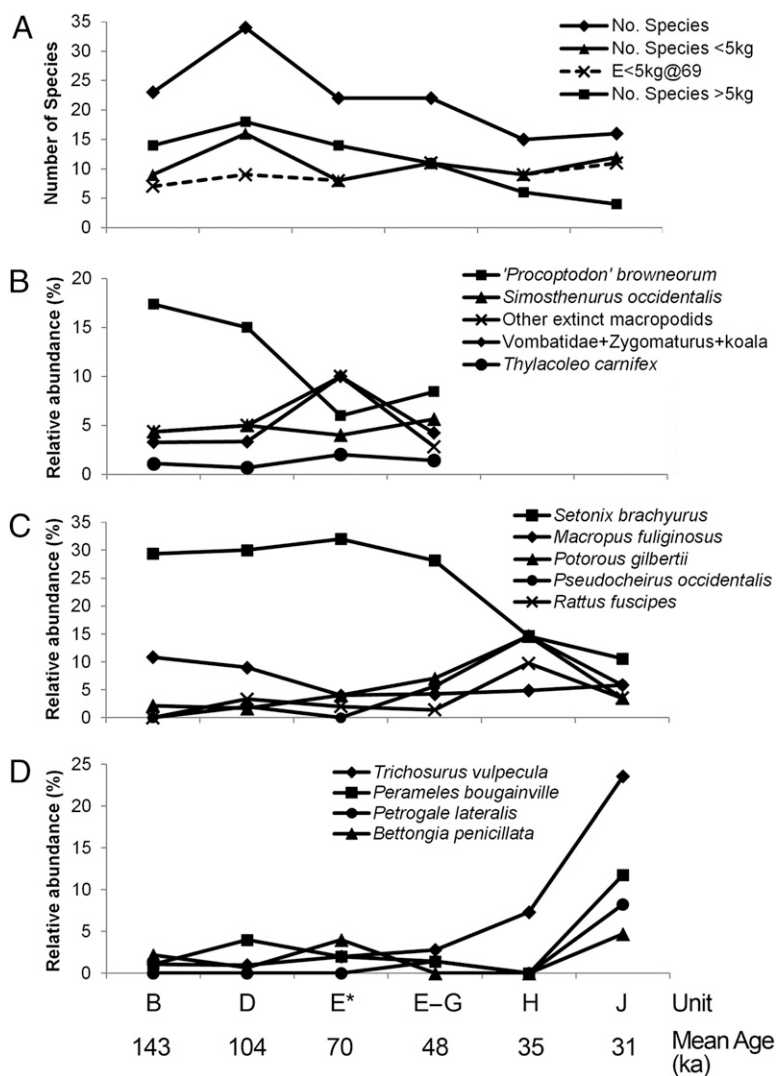 A
Number of Species
35
30
25
20
15
10
5
0
No. Species
No. Species <5kg
E<5kg@69
No. Species >5kg
B
Relative abundance (%)
20
15
10
5
0
'Procoptodon' browneorum
Simosthenurus occidentalis
Other extinct macropodids
Vombatidae+Zygomaturus+koala
Thylacoleo carnifex
C
Relative abundance (%)
35
30
25
20
15
10
5
0
Setonix brachyurus
Macropus fuliginosus
Potorous gilbertii
Pseudocheirus occidentalis
Rattus fuscipes
D
Relative abundance (%)
25
20
15
10
5
0
Trichosurus vulpecula
Perameles bougainville
Petrogale lateralis
Bettongia penicillata
B D E* E–G H J Unit
143 104 70 48 35 31 Mean Age
(ka)